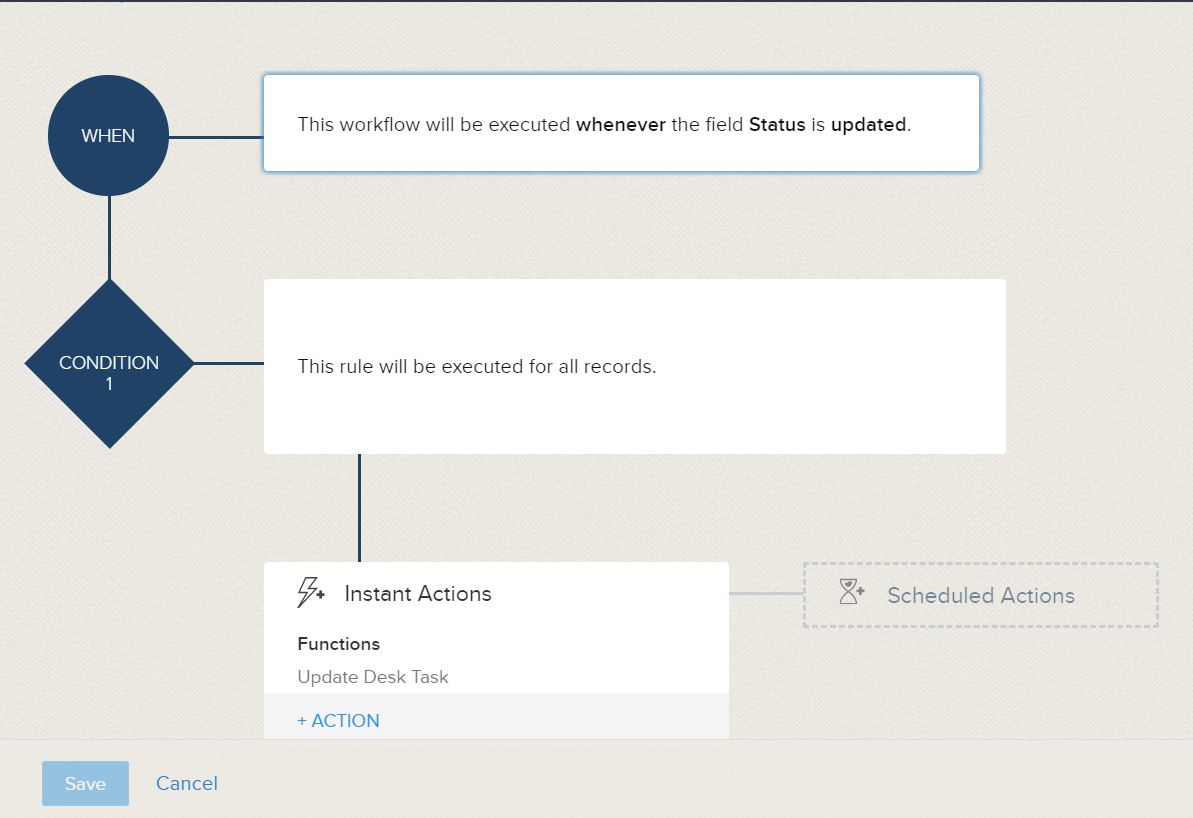 WHEN
This workflow will be executed whenever the field Status is updated.
CONDITION
1
This rule will be executed for all records.
Instant Actions
Scheduled Actions
Functions
Update Desk Task
+ ACTION
Save
Cancel